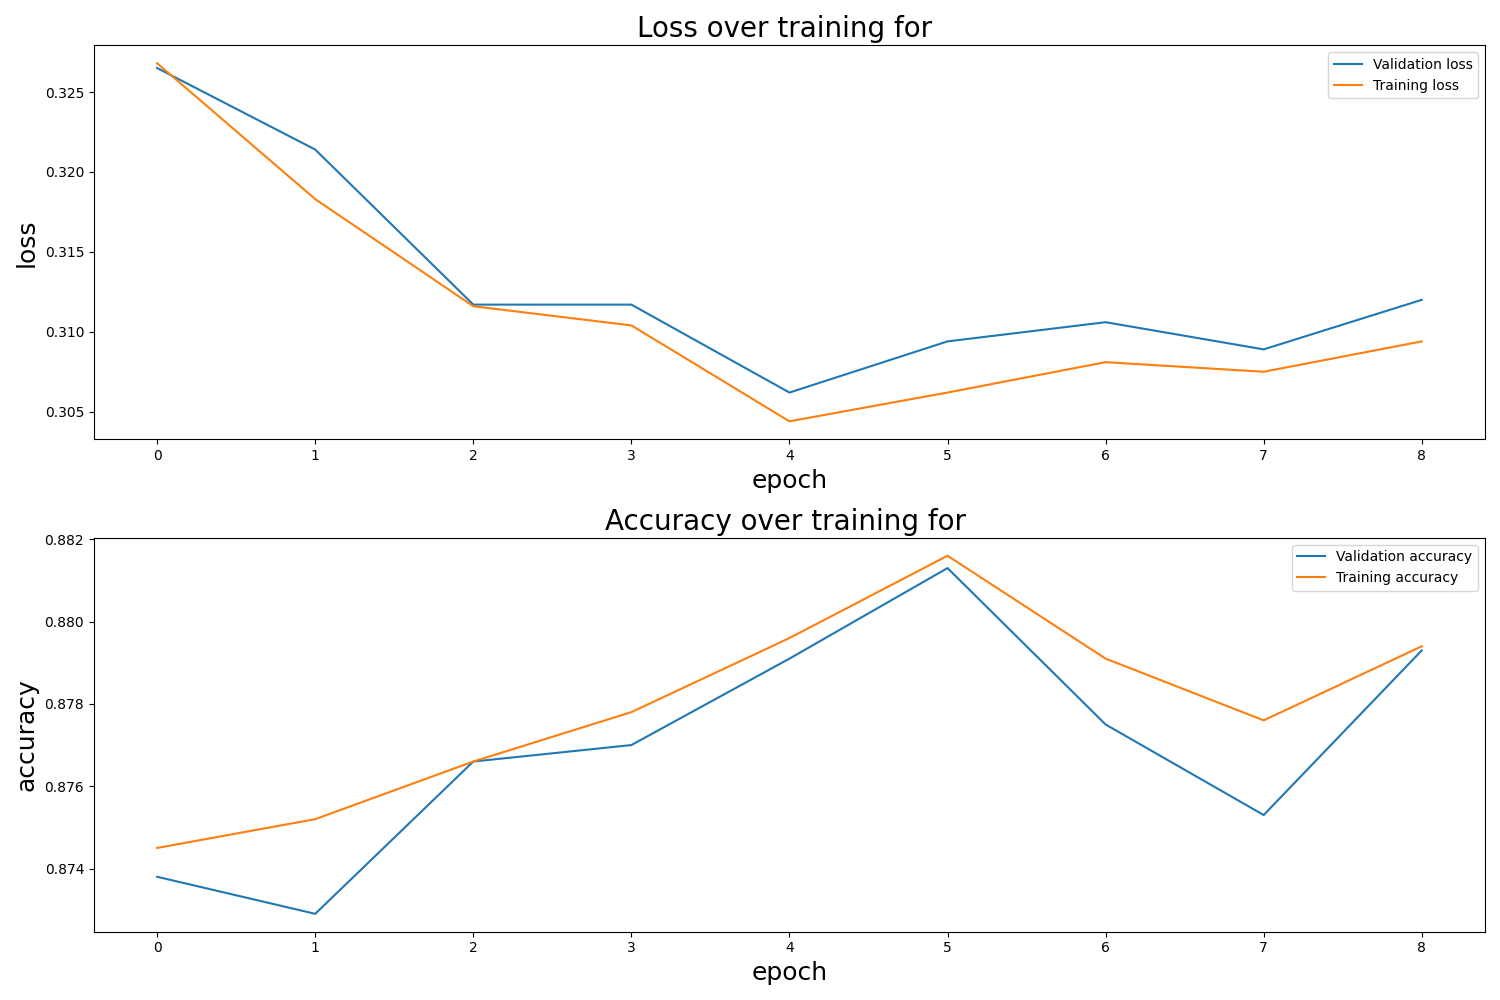 Loss over training for
Validation loss
Training loss
loss
0.325
0.320
0.315
0.310
0.305
0 1 2 3 4 5 6 7 8
epoch
Accuracy over training for
Validation accuracy
Training accuracy
accuracy
0.882
0.880
0.878
0.876
0.874
0 1 2 3 4 5 6 7 8
epoch